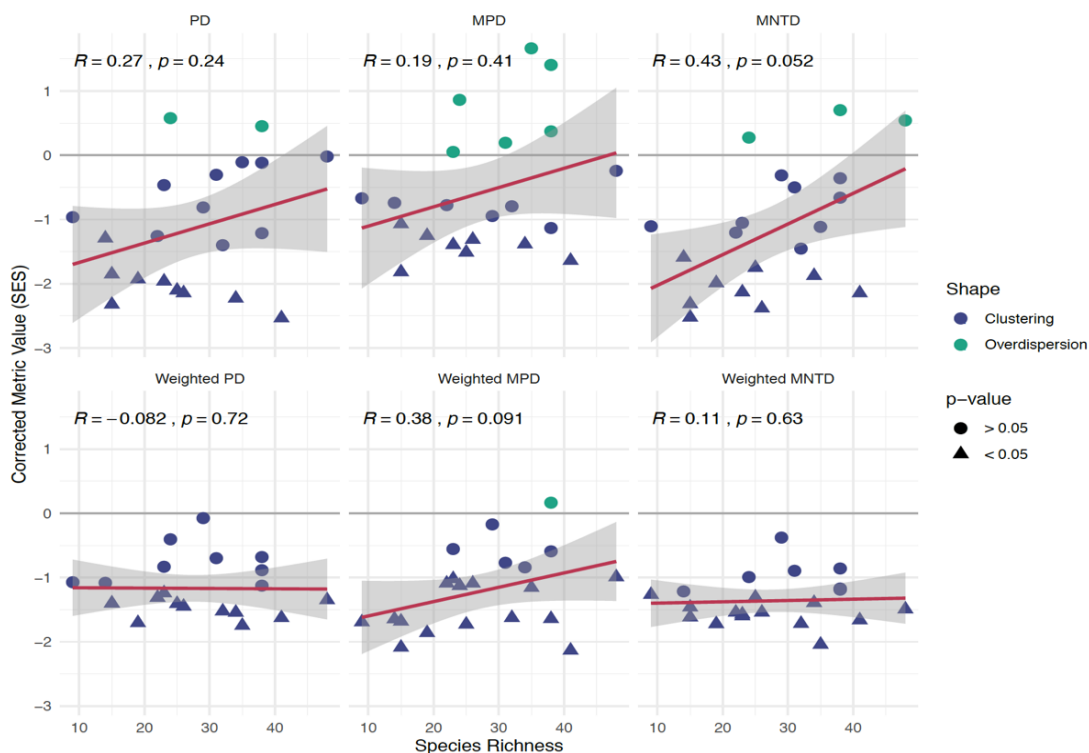 PD
MPD
MNTD
R = 0.27 , p = 0.24
R = 0.19 , p = 0.41
R = 0.43 , p = 0.052
1
0
−1
−2
−3
Weighted PD
Weighted MPD
Weighted MNTD
R = −0.082 , p = 0.72
R = 0.38 , p = 0.091
R = 0.11 , p = 0.63
1
0
−1
−2
−3
10 20 30 40
10 20 30 40
10 20 30 40
Species Richness
Corrected Metric Value (SES)
Shape
Clustering
Overdispersion
p−value
> 0.05
< 0.05